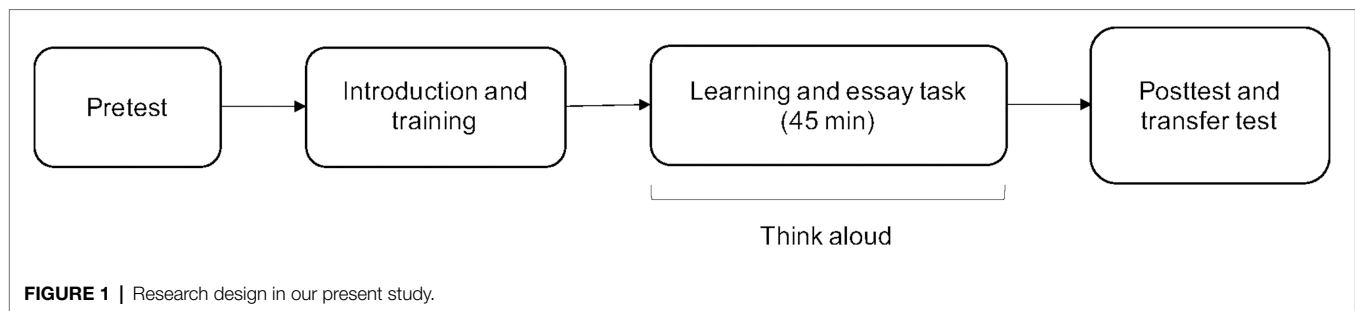 Pretest
Introduction and
training
Learning and essay task
(45 min)
Posttest and
transfer test
Think aloud
FIGURE 1 | Research design in our present study.